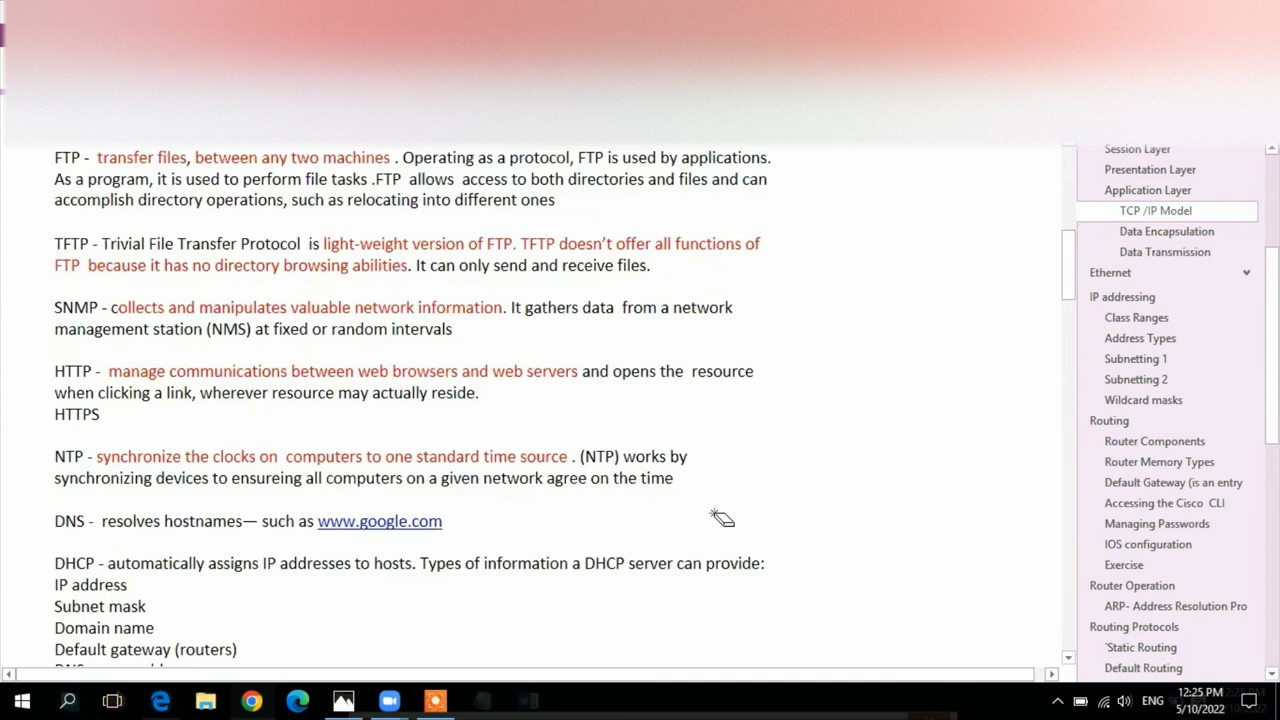 FTP -  transfer files, between any two machines . Operating as a protocol, FTP is used by applications.
As a program, it is used to perform file tasks .FTP  allows  access to both directories and files and can
accomplish directory operations, such as relocating into different ones
TFTP - Trivial File Transfer Protocol  is light-weight version of FTP. TFTP doesn't offer all functions of
FTP  because it has no directory browsing abilities. It can only send and receive files.
SNMP - collects and manipulates valuable network information. It gathers data  from a network
management station (NMS) at fixed or random intervals
HTTP -  manage communications between web browsers and web servers and opens the  resource
when clicking a link, wherever resource may actually reside.
HTTPS
NTP - synchronize the clocks on  computers to one standard time source . (NTP) works by
synchronizing devices to ensureing all computers on a given network agree on the time
DNS -  resolves hostnames— such as www.google.com
DHCP - automatically assigns IP addresses to hosts. Types of information a DHCP server can provide:
IP address
Subnet mask
Domain name
Default gateway (routers)
Session Layer
Presentation Layer
Application Layer
TCP /IP Model
Data Encapsulation
Data Transmission
Ethernet
IP addressing
Class Ranges
Address Types
Subnetting 1
Subnetting 2
Wildcard masks
Routing
Router Components
Router Memory Types
Default Gateway (is an entry
Accessing the Cisco  CLI
Managing Passwords
IOS configuration
Exercise
Router Operation
ARP- Address Resolution Pro
Routing Protocols
`Static Routing
Default Routing
ENG
12:25 PM
5/10/2022